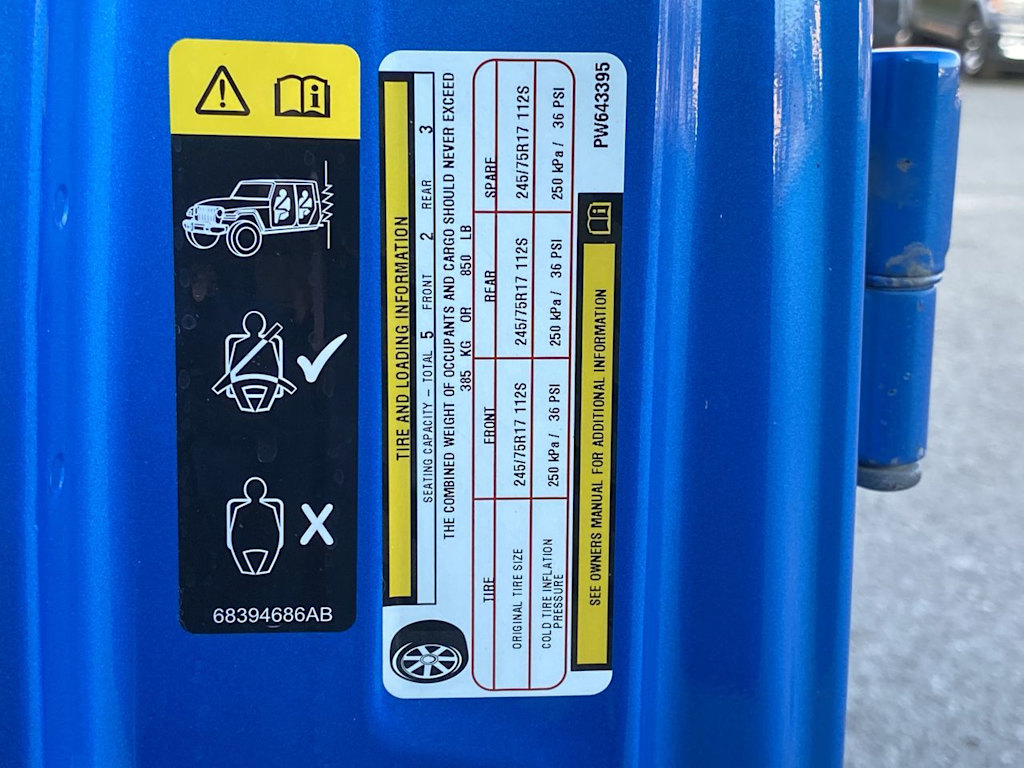 68394686AB
TIRE AND LOADING INFORMATION
SEATING CAPACITY – TOTAL 5 FRONT 2 REAR 3
THE COMBINED WEIGHT OF OCCUPANTS AND CARGO SHOULD NEVER EXCEED
385 KG OR 850 LB
TIRE FRONT REAR SPARE
ORIGINAL TIRE SIZE 245/75R17 112S 245/75R17 112S 245/75R17 112S
COLD TIRE INFLATION
PRESSURE 250 kPa / 36 PSI 250 kPa / 36 PSI 250 kPa / 36 PSI
SEE OWNERS MANUAL FOR ADDITIONAL INFORMATION
PW643395